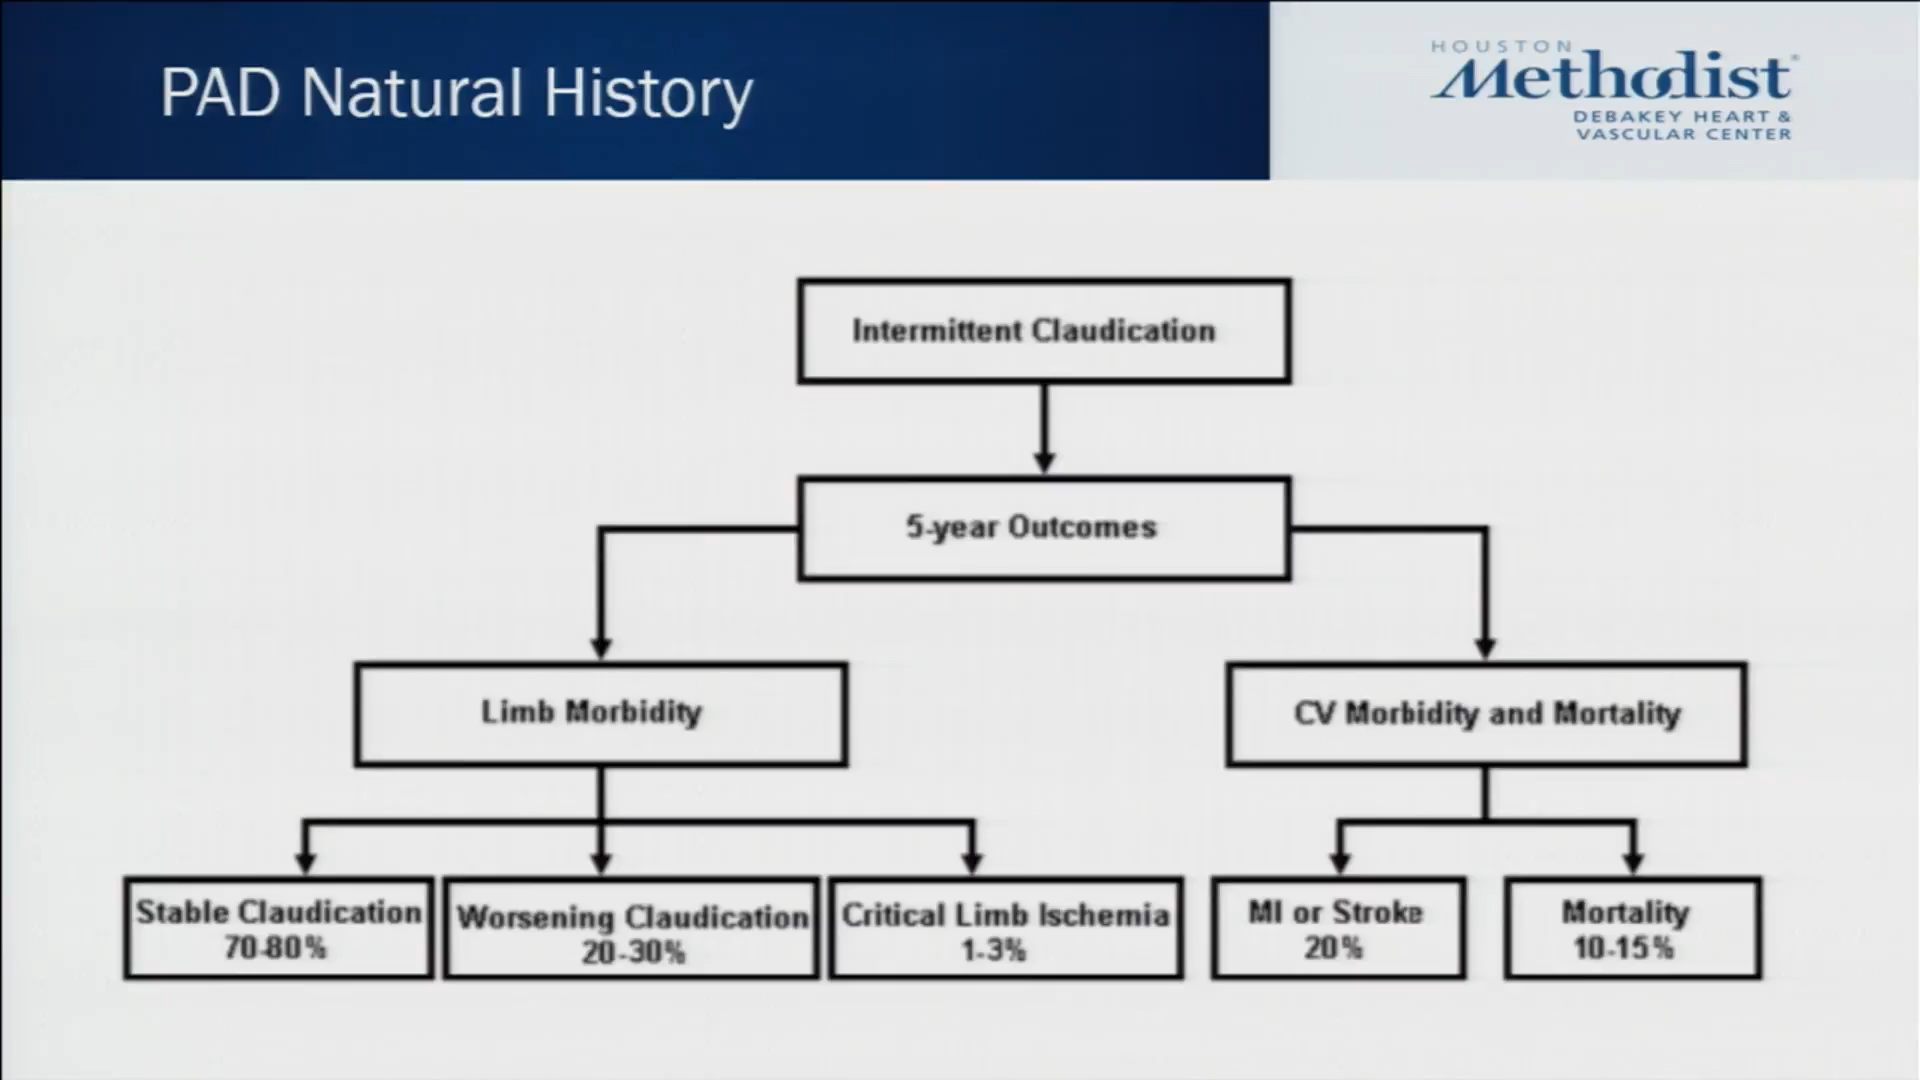 PAD Natural History
HOUSTON
Methodist
DEBAKEY HEART &
VASCULAR CENTER
Intermittent Claudication
5-year Outcomes
Limb Morbidity
CV Morbidity and Mortality
Stable Claudication
70-80%
Worsening Claudication
20-30%
Critical Limb Ischemia
1-3%
MI or Stroke
20%
Mortality
10-15%